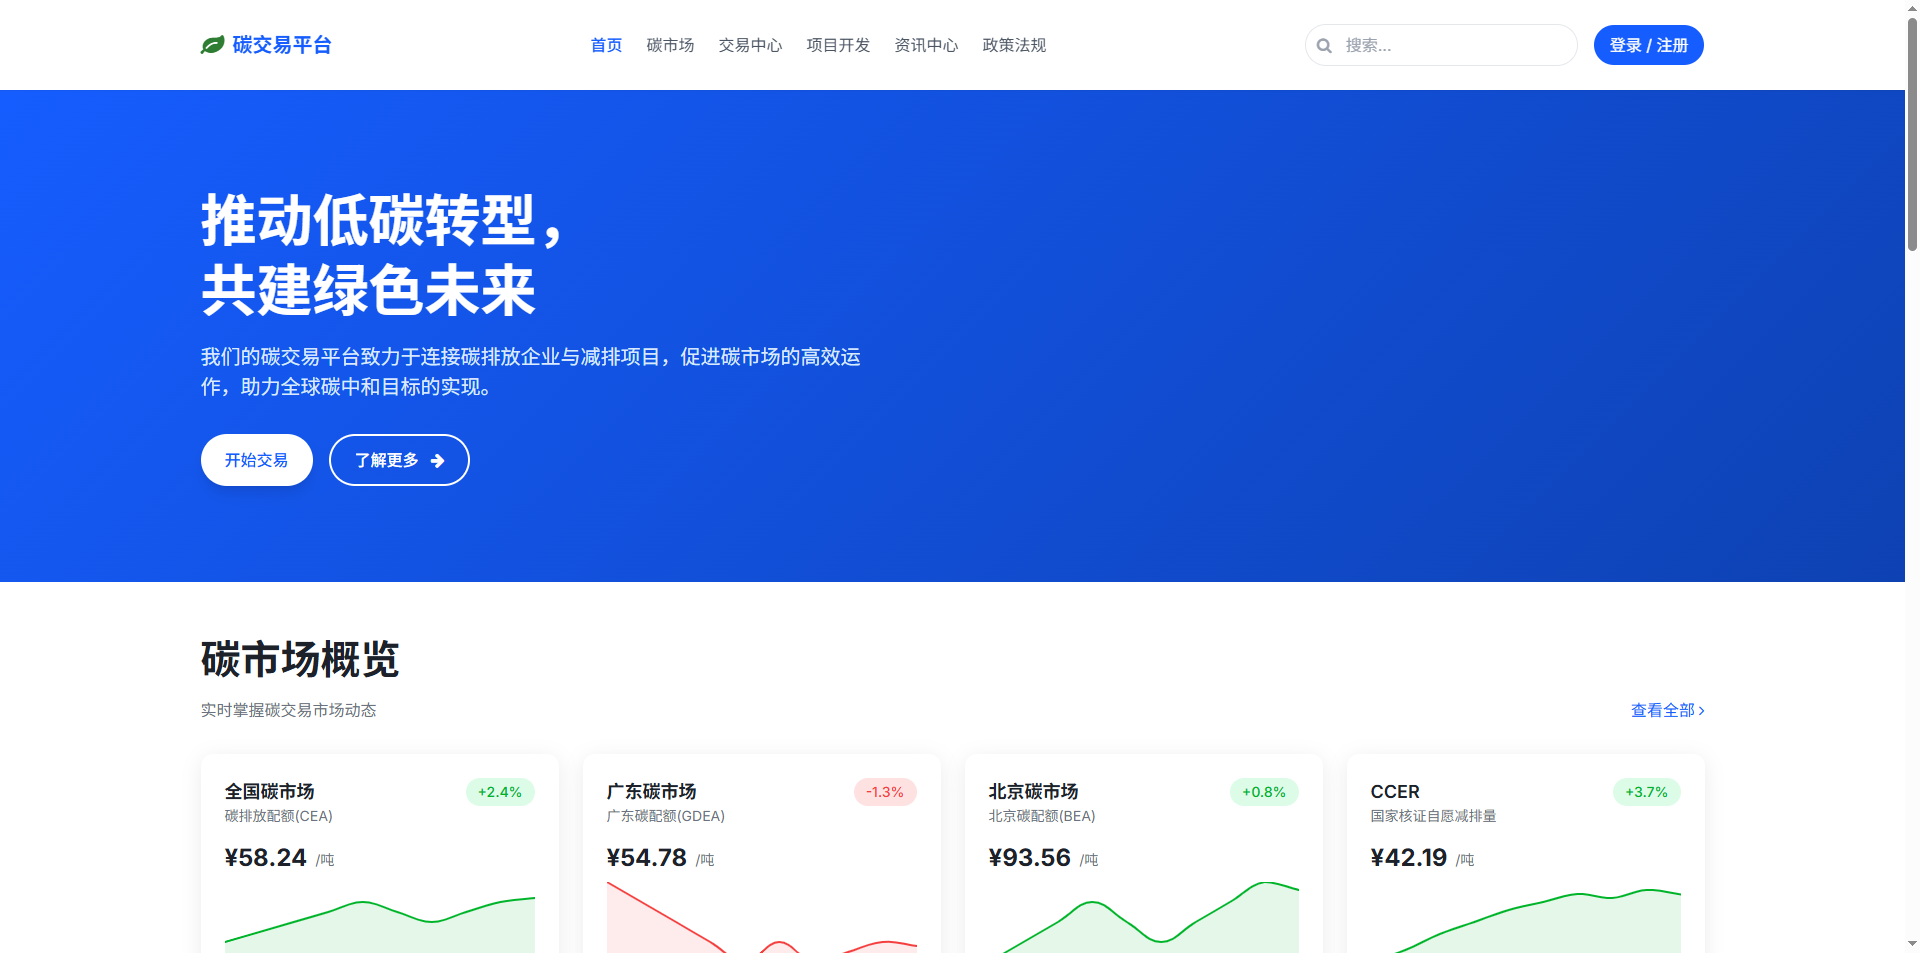 碳交易平台
首页 碳市场 交易中心 项目开发 资讯中心 政策法规
搜索...
登录 / 注册
推动低碳转型，
共建绿色未来
我们的碳交易平台致力于连接碳排放企业与减排项目，促进碳市场的高效运
作，助力全球碳中和目标的实现。
开始交易
了解更多
碳市场概览
实时掌握碳交易市场动态
查看全部
全国碳市场
+2.4%
碳排放配额(CEA)
¥58.24 /吨
广东碳市场
-1.3%
广东碳配额(GDEA)
¥54.78 /吨
北京碳市场
+0.8%
北京碳配额(BEA)
¥93.56 /吨
CCER
+3.7%
国家核证自愿减排量
¥42.19 /吨